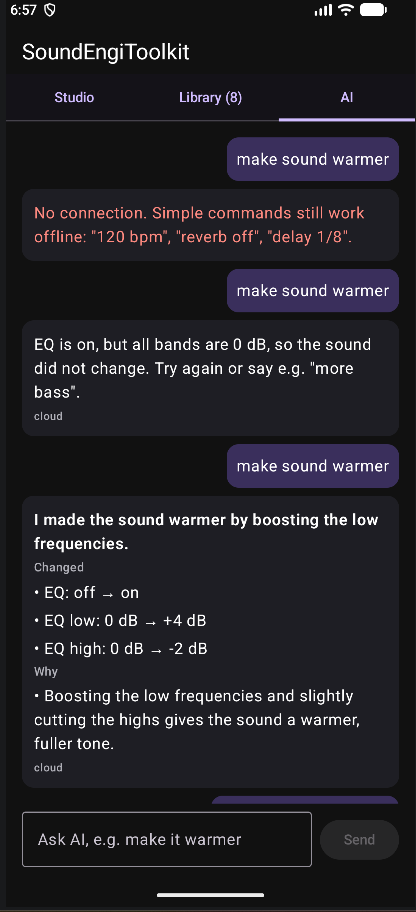 6:57
SoundEngiToolkit
Studio
Library (8)
AI
make sound warmer
No connection. Simple commands still work
offline: "120 bpm", "reverb off", "delay 1/8".
make sound warmer
EQ is on, but all bands are 0 dB, so the sound
did not change. Try again or say e.g. "more
bass".
cloud
make sound warmer
I made the sound warmer by boosting the low
frequencies.
Changed
• EQ: off → on
• EQ low: 0 dB → +4 dB
• EQ high: 0 dB → -2 dB
Why
• Boosting the low frequencies and slightly
cutting the highs gives the sound a warmer,
fuller tone.
cloud
Ask AI, e.g. make it warmer
Send